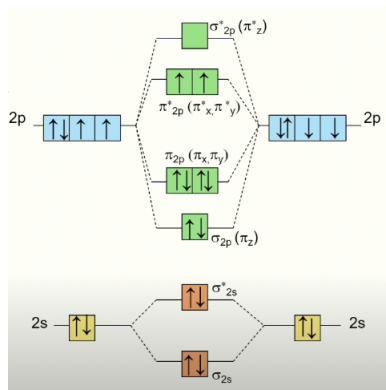 σ*2p (π*z)
2p
2p
π*2p (π*x,π*y)
π2p (πx,πy)
σ2p (πz)
σ*2s
2s
2s
σ2s